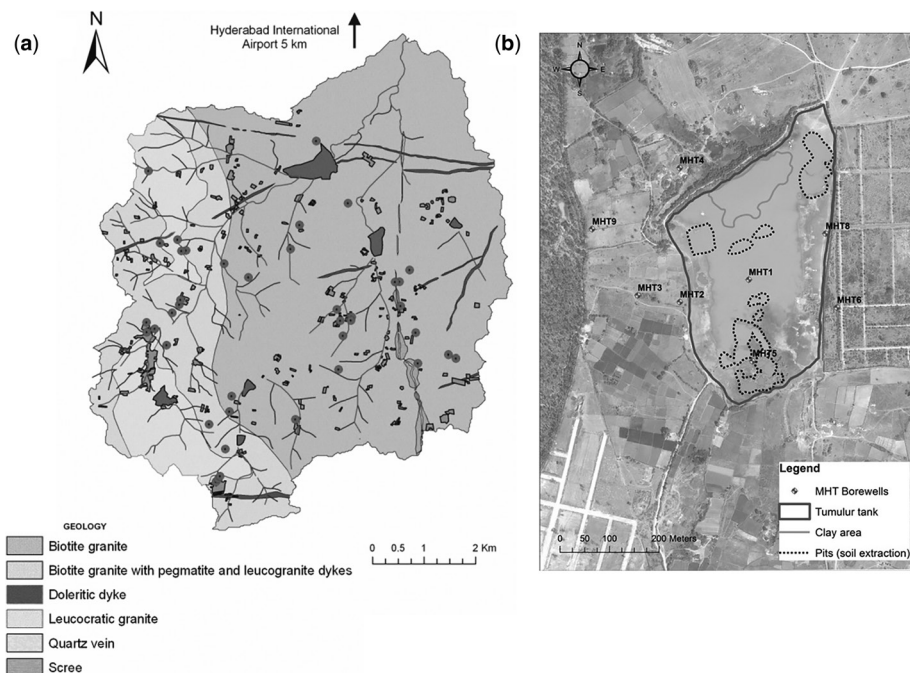 (a)
N
Hyderabad International
Airport 5 km
GEOLOGY
Biotite granite
Biotite granite with pegmatite and leucogranite dykes
Doleritic dyke
Leucocratic granite
Quartz vein
Scree
0 0.5 1 2 Km
(b)
N
W E
S
MHT4
MHT9
MHT8
MHT1
MHT3 MHT2
MHT6
MHT5
Legend
MHT Borewells
Tumulur tank
Clay area
Pits (soil extraction)
0 50 100 200 Meters